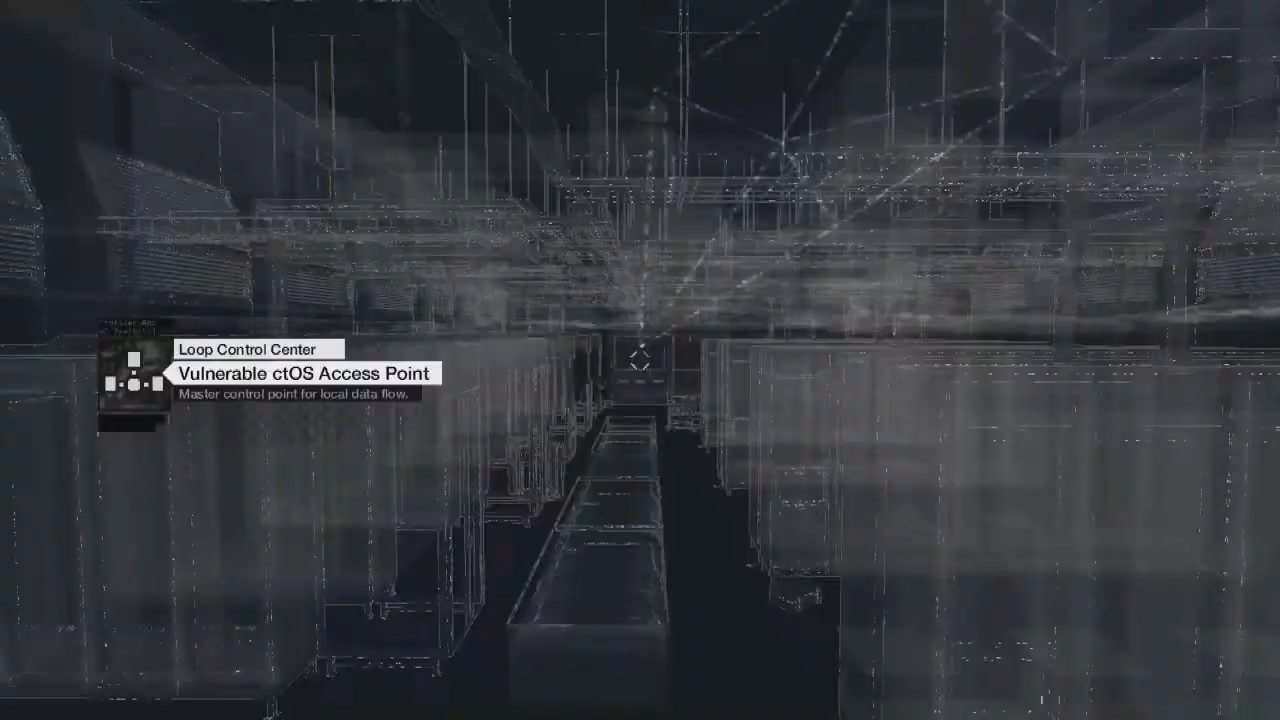 Loop Control Center
Vulnerable ctOS Access Point
Master control point for local data flow.